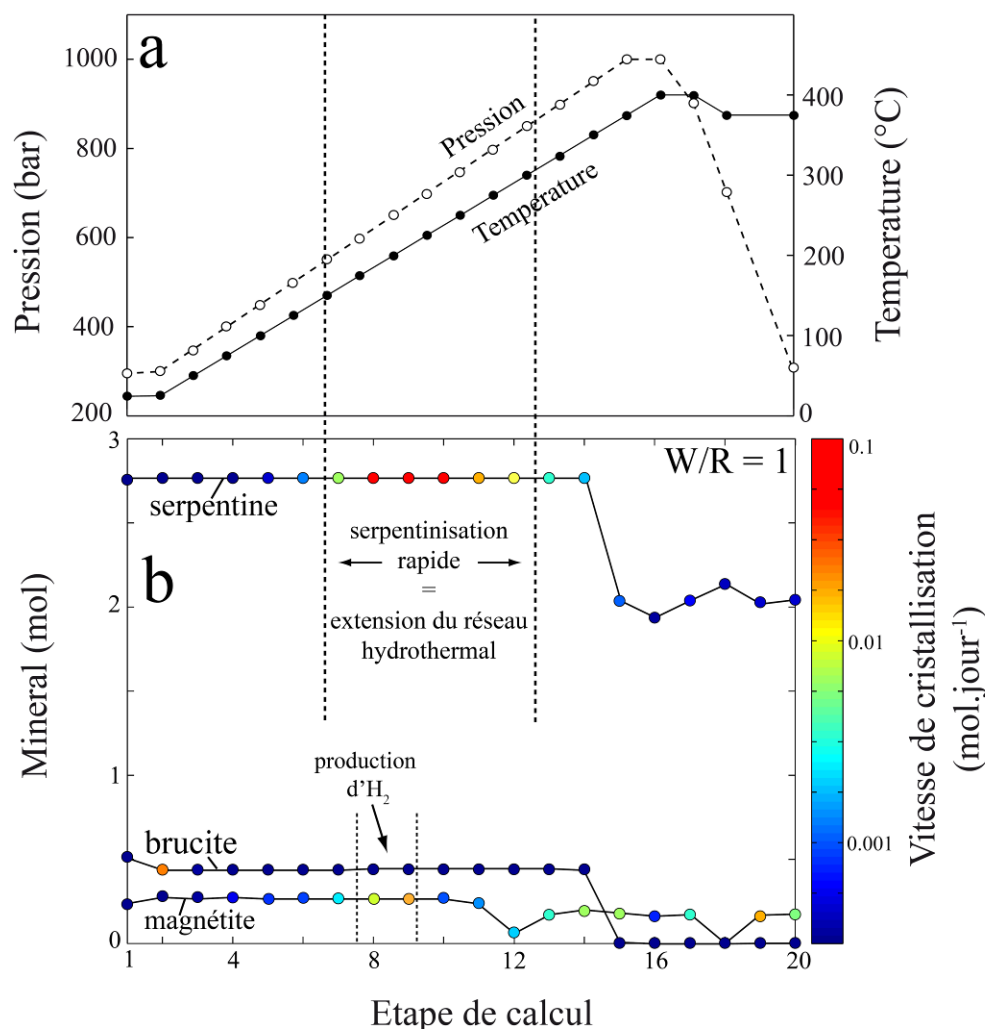 a
1000
800
600
400
200
Pression (bar)
Pression
Temperature
400
300
200
100
0
Temperature (°C)
3
2
1
0
Mineral (mol)
b
W/R = 1
serpentine
serpentinisation
rapide
=
extension du réseau
hydrothermal
production
d'H₂
brucite
magnétite
1
4
8
12
16
20
Etape de calcul
0.1
0.01
0.001
Vitesse de cristallisation
(mol.jour⁻¹)